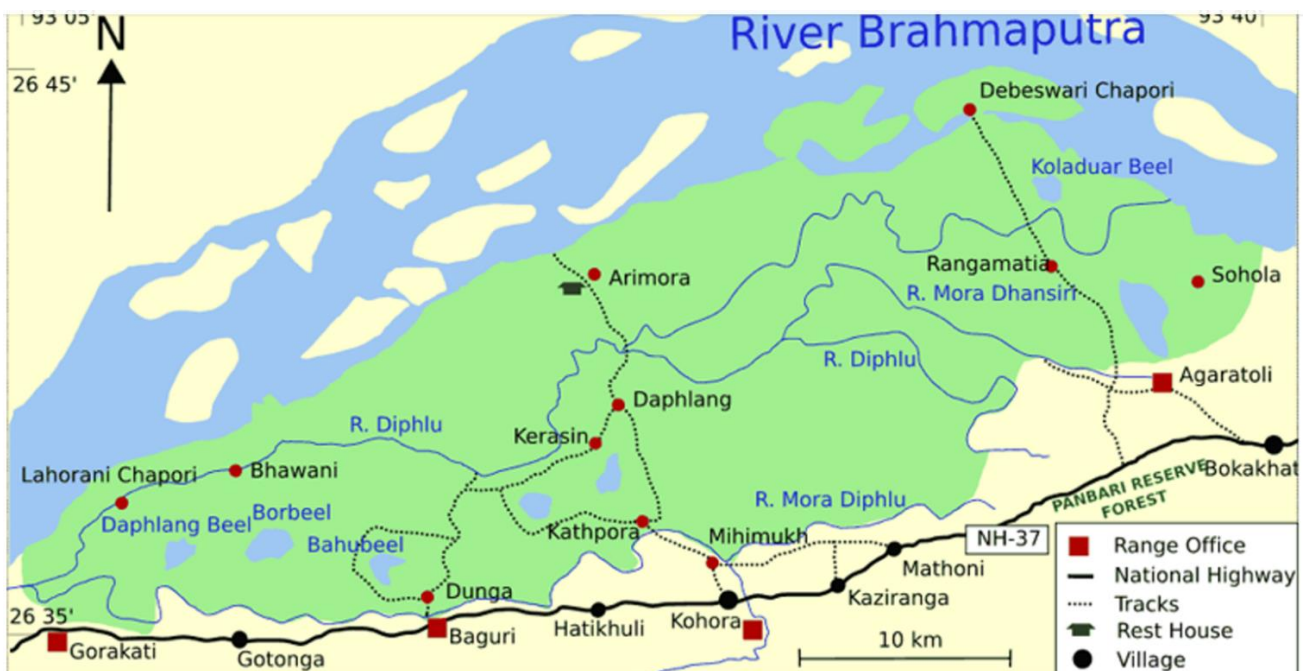 93 05'
93 40'
N
River Brahmaputra
26 45'
Debeswari Chapori
Koladuar Beel
Arimora
Rangamatia
Sohola
R. Mora Dhansiri
R. Diphlu
Agaratoli
Daphlang
R. Diphlu
Kerasin
Lahorani Chapori
Bhawani
Bokakhat
PANBARI RESERVE
FOREST
R. Mora Diphlu
Daphlang Beel
Borbeel
Kathpora
Mihimukh
Bahubeel
NH-37
Mathoni
Dunga
Kaziranga
26 35'
Hatikhuli
Kohora
Baguri
Gorakati
Gotonga
10 km
Range Office
National Highway
Tracks
Rest House
Village